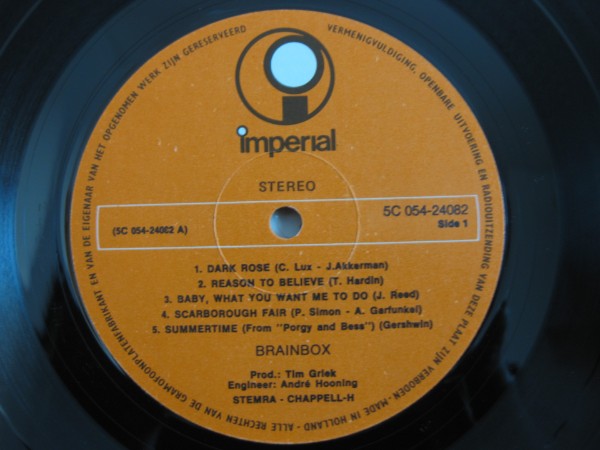 EN VAN DE EIGENAAR VAN HET OPGENOMEN WERK ZIJN GERESERVEERD
VERMENIGVULDIGING, OPENBARE UITVOERING EN RADIOUITZENDING VAN DEZE PLAAT ZIJN VERBODEN - MADE IN HOLLAND - ALLE RECHTEN VAN DE GRAMOFOONPLATENFABRIKANT
imperial
STEREO
(5C 054-24002 A)
5C 054-24082
Side 1
1. DARK ROSE (C. Lux - J.Akkerman)
2. REASON TO BELIEVE (T. Hardin)
3. BABY, WHAT YOU WANT ME TO DO (J. Reed)
4. SCARBOROUGH FAIR (P. Simon - A. Garfunkel)
5. SUMMERTIME (From "Porgy and Bess") (Gershwin)
BRAINBOX
Prod.: Tim Griek
Engineer: André Hooning
STEMRA - CHAPPELL-H